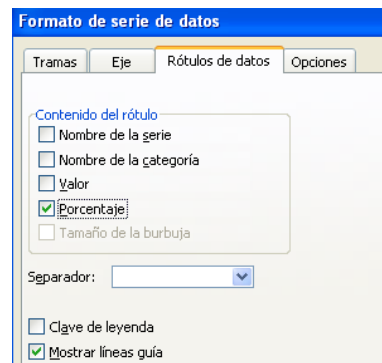 Formato de serie de datos
Tramas Eje Rótulos de datos Opciones
Contenido del rótulo
Nombre de la serie
Nombre de la categoría
Valor
Porcentaje
Tamaño de la burbuja
Separador:
Clave de leyenda
Mostrar líneas guía